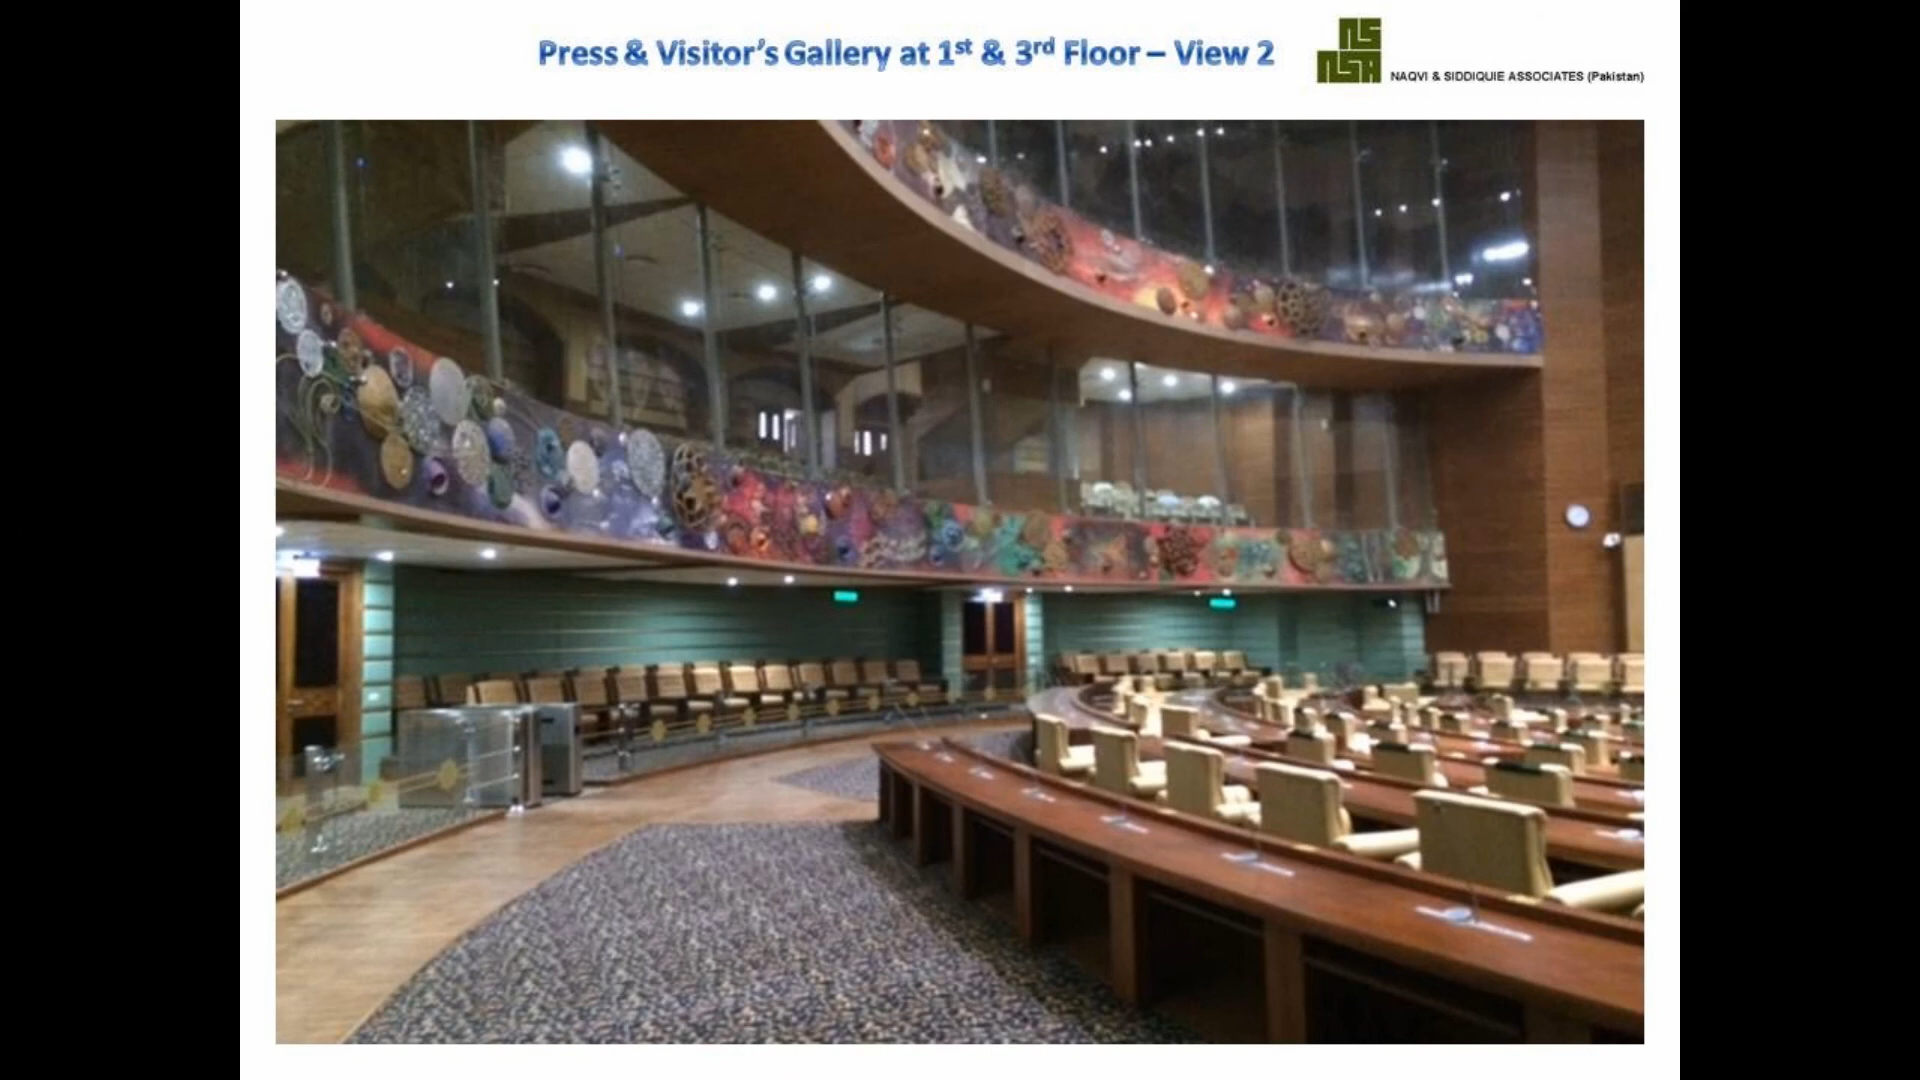 Press & Visitor's Gallery at 1st & 3rd Floor – View 2
NAQVI & SIDDIQUIE ASSOCIATES (Pakistan)